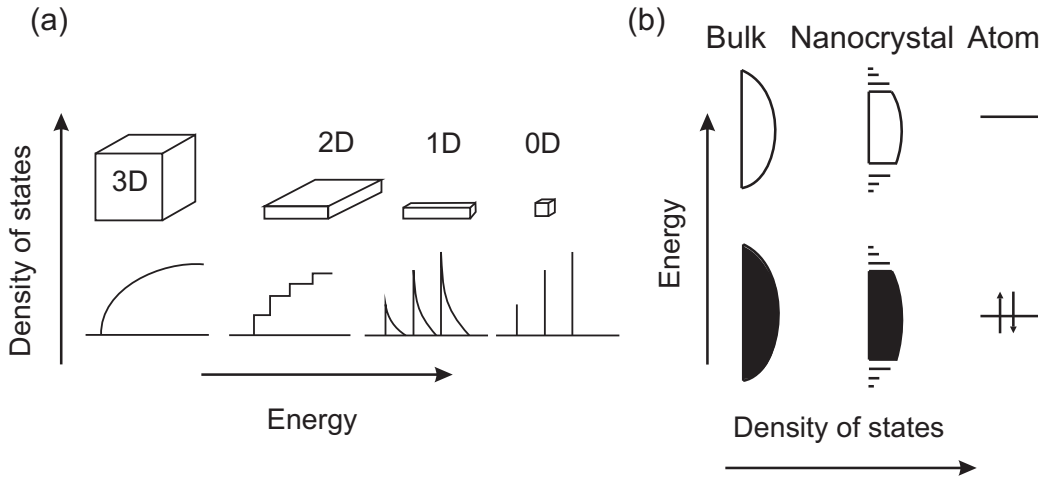 (a)
Density of states
3D
2D
1D
0D
Energy
(b)
Bulk Nanocrystal Atom
Energy
Density of states